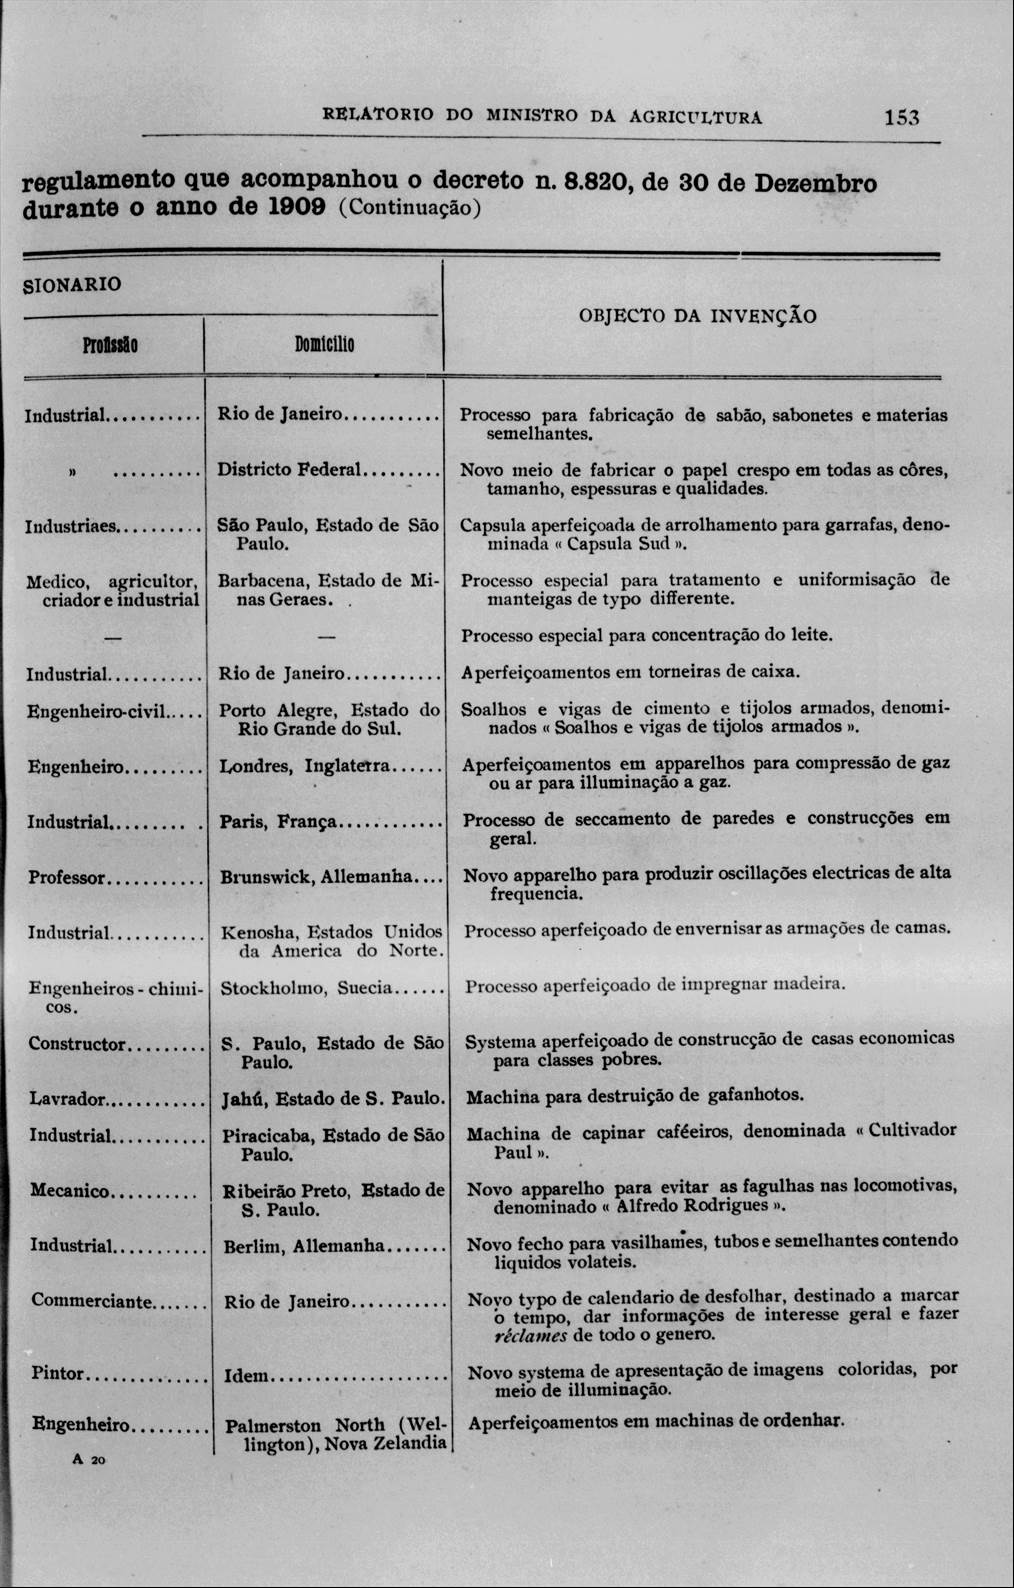 RELATORIO DO MINISTRO DA AGRICULTURA 153
regulamento que acompanhou o decreto n. 8.820, de 30 de Dezembro
durante o anno de 1909 (Continuação)
SIONARIO
OBJECTO DA INVENÇÃO
Profissão Domicilio
Industrial........... Rio de Janeiro........... Processo para fabricação de sabão, sabonetes e materias
semelhantes.
» .......... Districto Federal......... Novo meio de fabricar o papel crespo em todas as côres,
tamanho, espessuras e qualidades.
Industriaes.......... São Paulo, Estado de São Capsula aperfeiçoada de arrolhamento para garrafas, deno-
Paulo. minada « Capsula Sud ».
Medico, agricultor, Barbacena, Estado de Mi- Processo especial para tratamento e uniformisação de
criador e industrial nas Geraes. manteigas de typo differente.
— — Processo especial para concentração do leite.
Industrial........... Rio de Janeiro........... Aperfeiçoamentos em torneiras de caixa.
Engenheiro-civil..... Porto Alegre, Estado do Soalhos e vigas de cimento e tijolos armados, denomi-
Rio Grande do Sul. nados « Soalhos e vigas de tijolos armados ».
Engenheiro......... Londres, Inglaterra...... Aperfeiçoamentos em apparelhos para compressão de gaz
ou ar para illuminação a gaz.
Industrial......... . Paris, França............ Processo de seccamento de paredes e construcções em
geral.
Professor........... Brunswick, Allemanha.... Novo apparelho para produzir oscillações electricas de alta
frequencia.
Industrial........... Kenosha, Estados Unidos Processo aperfeiçoado de envernisar as armações de camas.
da America do Norte.
Engenheiros - chimi- Stockholmo, Suecia...... Processo aperfeiçoado de impregnar madeira.
cos.
Constructor......... S. Paulo, Estado de São Systema aperfeiçoado de construcção de casas economicas
Paulo. para classes pobres.
Lavrador............ Jahú, Estado de S. Paulo. Machina para destruição de gafanhotos.
Industrial........... Piracicaba, Estado de São Machina de capinar caféeiros, denominada « Cultivador
Paulo. Paul ».
Mecanico.......... Ribeirão Preto, Estado de Novo apparelho para evitar as fagulhas nas locomotivas,
S. Paulo. denominado « Alfredo Rodrigues ».
Industrial........... Berlim, Allemanha....... Novo fecho para vasilhames, tubos e semelhantes contendo
liquidos volateis.
Commerciante....... Rio de Janeiro........... Novo typo de calendario de desfolhar, destinado a marcar
o tempo, dar informações de interesse geral e fazer
réclames de todo o genero.
Pintor.............. Idem.................... Novo systema de apresentação de imagens coloridas, por
meio de illuminação.
Engenheiro......... Palmerston North (Wel- Aperfeiçoamentos em machinas de ordenhar.
lington), Nova Zelandia
A 20